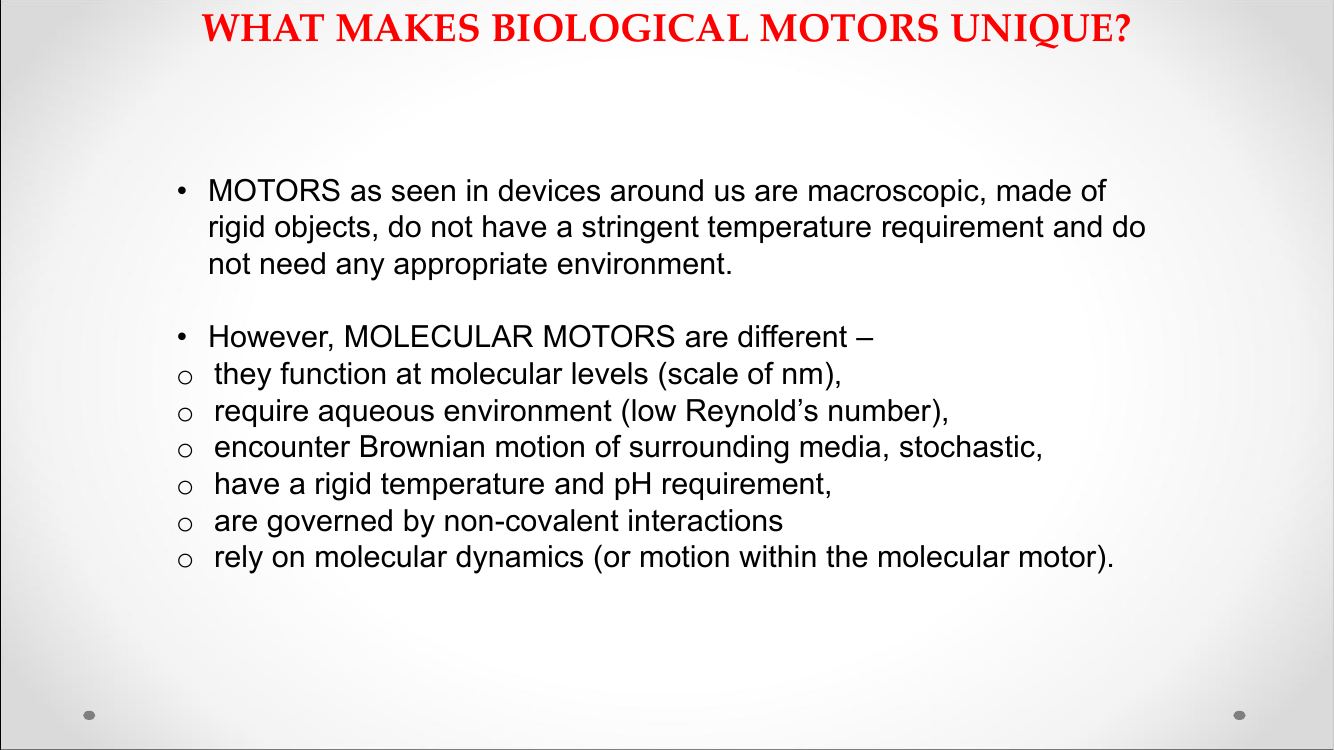 WHAT MAKES BIOLOGICAL MOTORS UNIQUE?
• MOTORS as seen in devices around us are macroscopic, made of
rigid objects, do not have a stringent temperature requirement and do
not need any appropriate environment.
• However, MOLECULAR MOTORS are different –
o they function at molecular levels (scale of nm),
o require aqueous environment (low Reynold’s number),
o encounter Brownian motion of surrounding media, stochastic,
o have a rigid temperature and pH requirement,
o are governed by non-covalent interactions
o rely on molecular dynamics (or motion within the molecular motor).